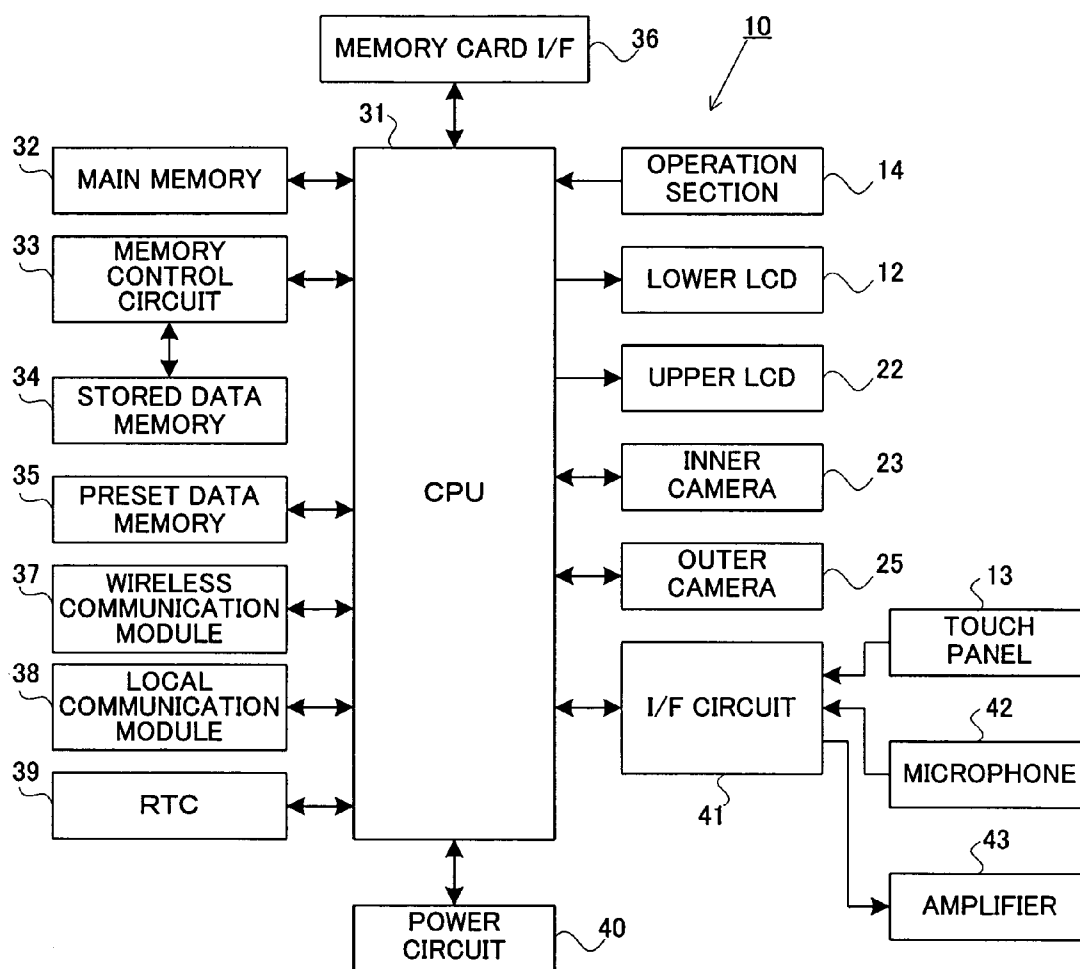 10
MEMORY CARD I/F
36
31
32
MAIN MEMORY
OPERATION
SECTION
14
33
MEMORY
CONTROL
CIRCUIT
LOWER LCD
12
34
STORED DATA
MEMORY
UPPER LCD
22
35
PRESET DATA
MEMORY
CPU
INNER
CAMERA
23
37
WIRELESS
COMMUNICATION
MODULE
OUTER
CAMERA
25
13
TOUCH
PANEL
38
LOCAL
COMMUNICATION
MODULE
I/F CIRCUIT
41
42
MICROPHONE
39
RTC
43
AMPLIFIER
POWER
CIRCUIT
40